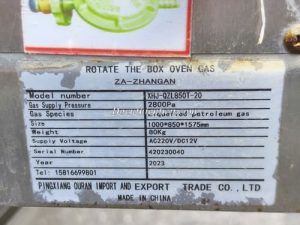 ROTATE THE BOX OVEN GAS
ZA-ZHANGAN
Model number XHJ-QZL850T-20
Gas Supply Pressure 2800Pa
Gas Species Liquefied petroleum gas
Size 1000*850*1575mm
Weight 80Kg
Supply Voltage AC220V/DC12V
Serial Number 420230040
Year 2023
Tel: 15816699801
PINGXIANG OURAN IMPORT AND EXPORT TRADE CO., LTD
MADE IN CHINA